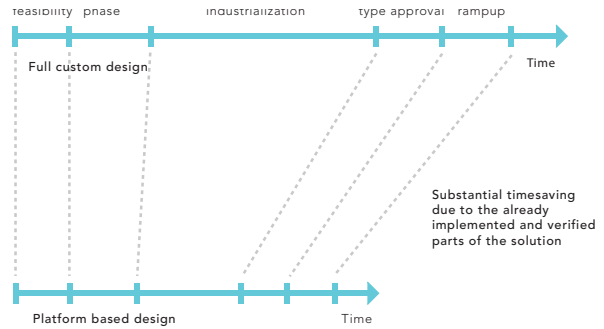 feasibility phase industrialization type approval rampup
Full custom design
Time
Substantial timesaving
due to the already
implemented and verified
parts of the solution
Platform based design
Time